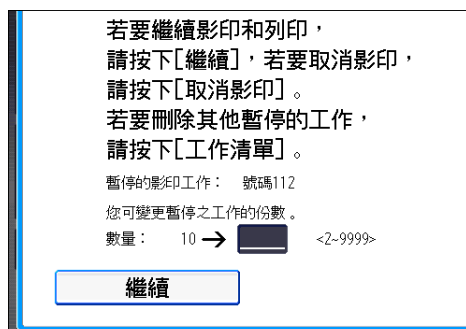 若要繼續影印和列印，
請按下[繼續]，若要取消影印，
請按下[取消影印]。
若要刪除其他暫停的工作，
請按下[工作清單]。
暫停的影印工作： 號碼112
您可變更暫停之工作的份數。
數量： 10 → <2~9999>
繼續